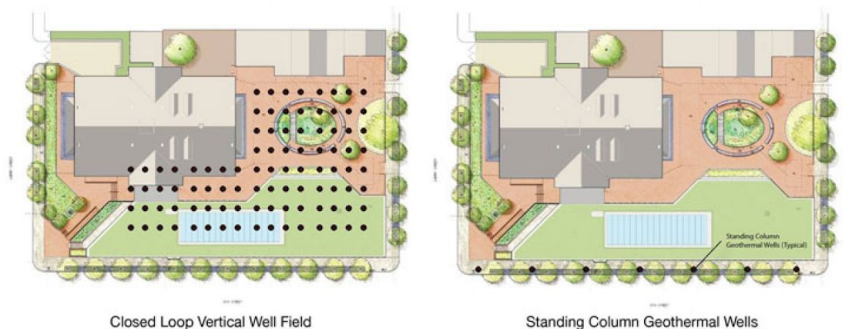 Standing Column
Geothermal Wells (Typical)
Closed Loop Vertical Well Field
Standing Column Geothermal Wells